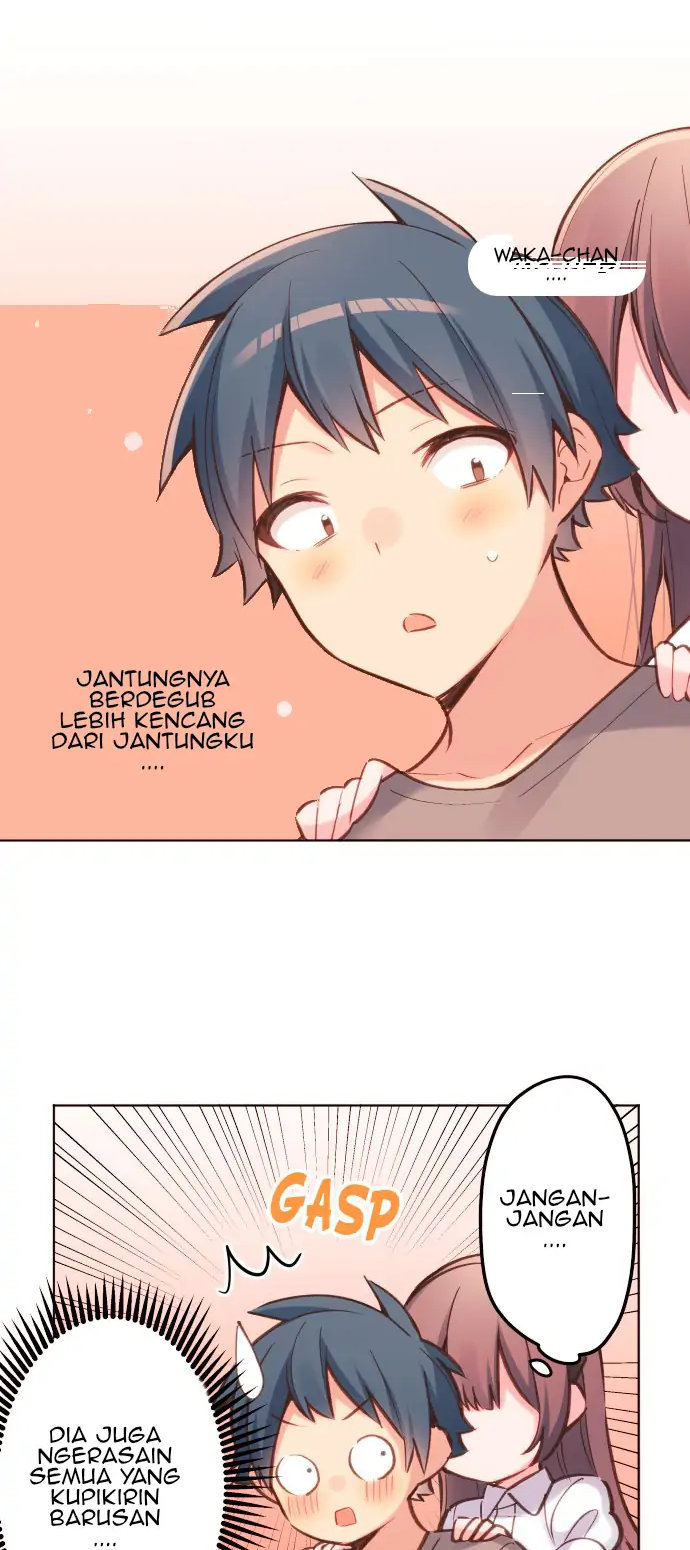 WAKA-CHAN
....
JANTUNGNYA
BERDEGUB
LEBIH KENCANG
DARI JANTUNGKU
....
GASP
JANGAN-
JANGAN
....
DIA JUGA
NGERASAIN
SEMUA YANG
KUPIKIRIN
BARUSAN
....